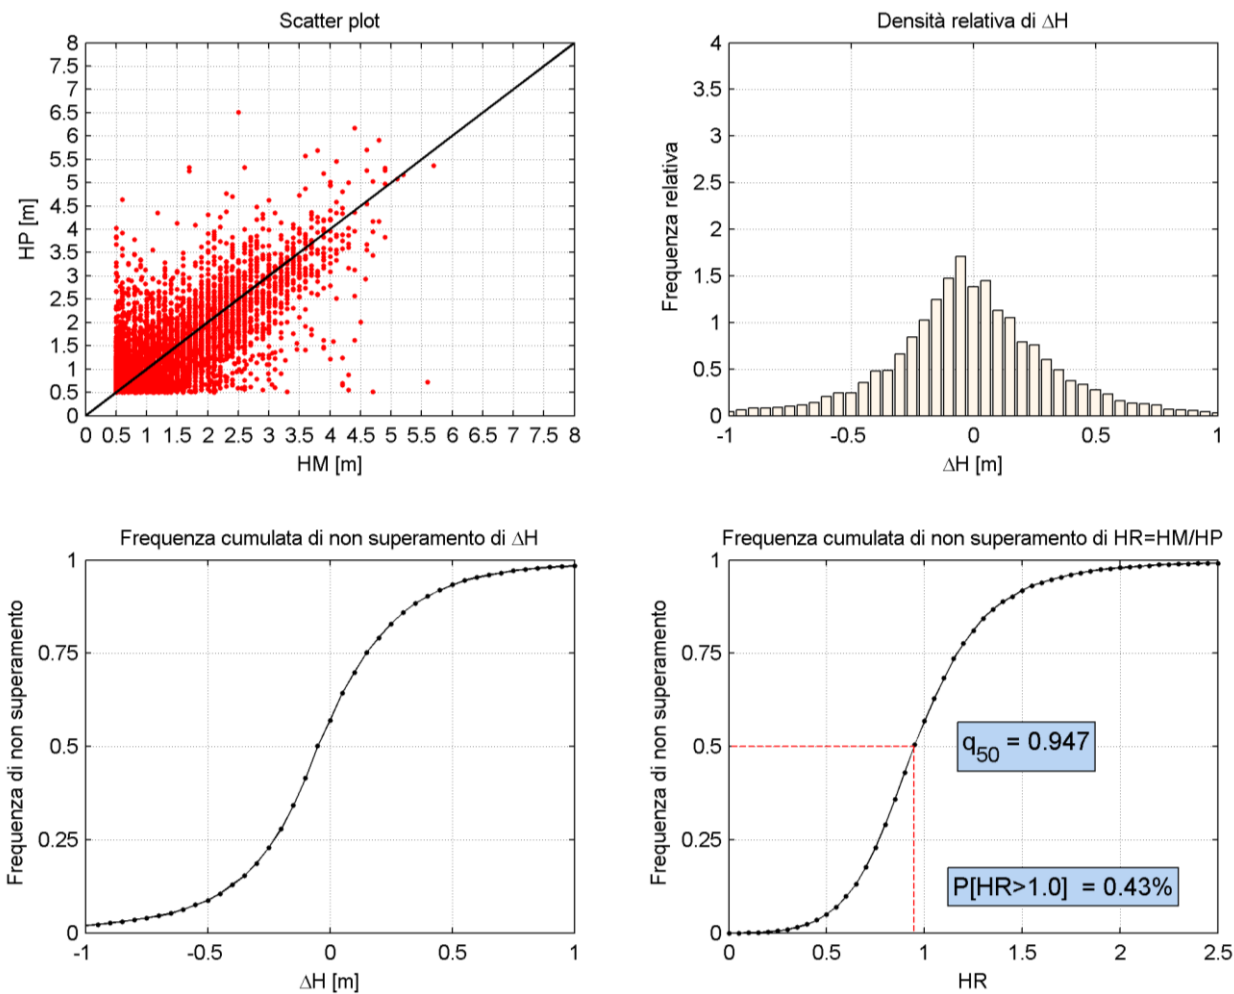 Scatter plot
8
7.5
7
6.5
6
5.5
5
4.5
4
3.5
3
2.5
2
1.5
1
0.5
0
HP [m]
0 0.5 1 1.5 2 2.5 3 3.5 4 4.5 5 5.5 6 6.5 7 7.5 8
HM [m]
Densità relativa di ΔH
4
3.5
3
2.5
2
1.5
1
0.5
0
Frequenza relativa
-1 -0.5 0 0.5 1
ΔH [m]
Frequenza cumulata di non superamento di ΔH
1
0.75
0.5
0.25
0
Frequenza di non superamento
-1 -0.5 0 0.5 1
ΔH [m]
Frequenza cumulata di non superamento di HR=HM/HP
1
0.75
0.5
0.25
0
Frequenza di non superamento
q50 = 0.947
P[HR>1.0] = 0.43%
0 0.5 1 1.5 2 2.5
HR